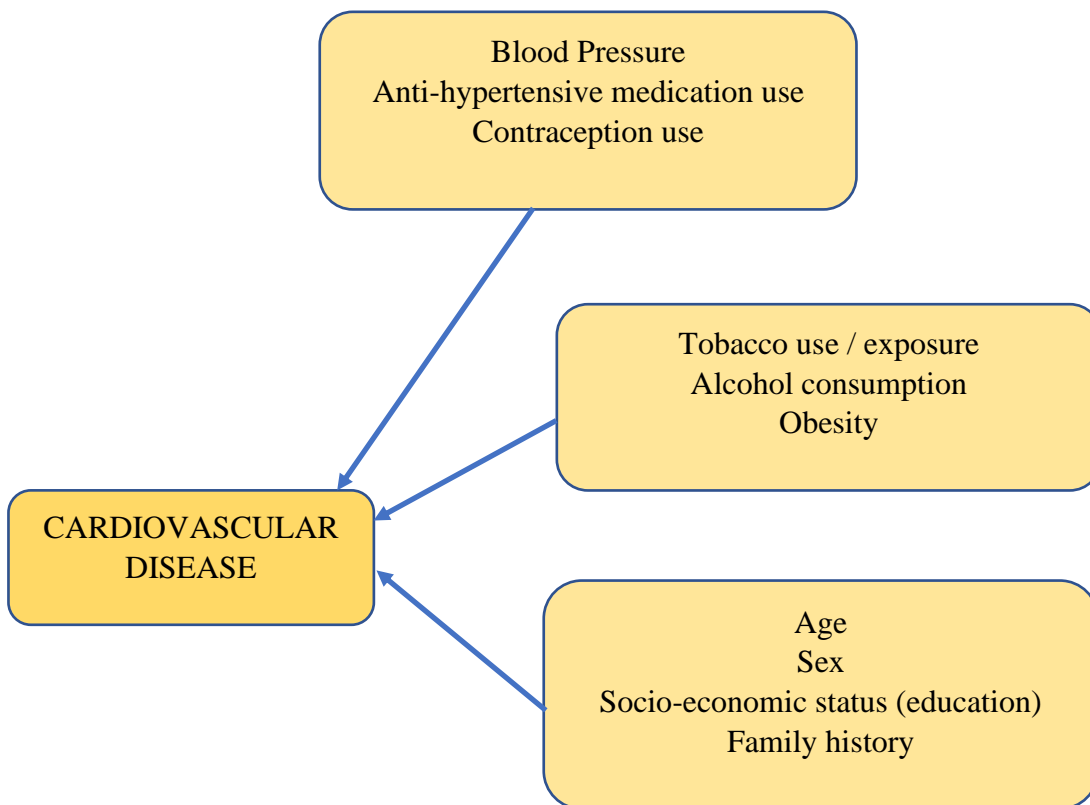 Blood Pressure
Anti-hypertensive medication use
Contraception use
Tobacco use / exposure
Alcohol consumption
Obesity
CARDIOVASCULAR
DISEASE
Age
Sex
Socio-economic status (education)
Family history